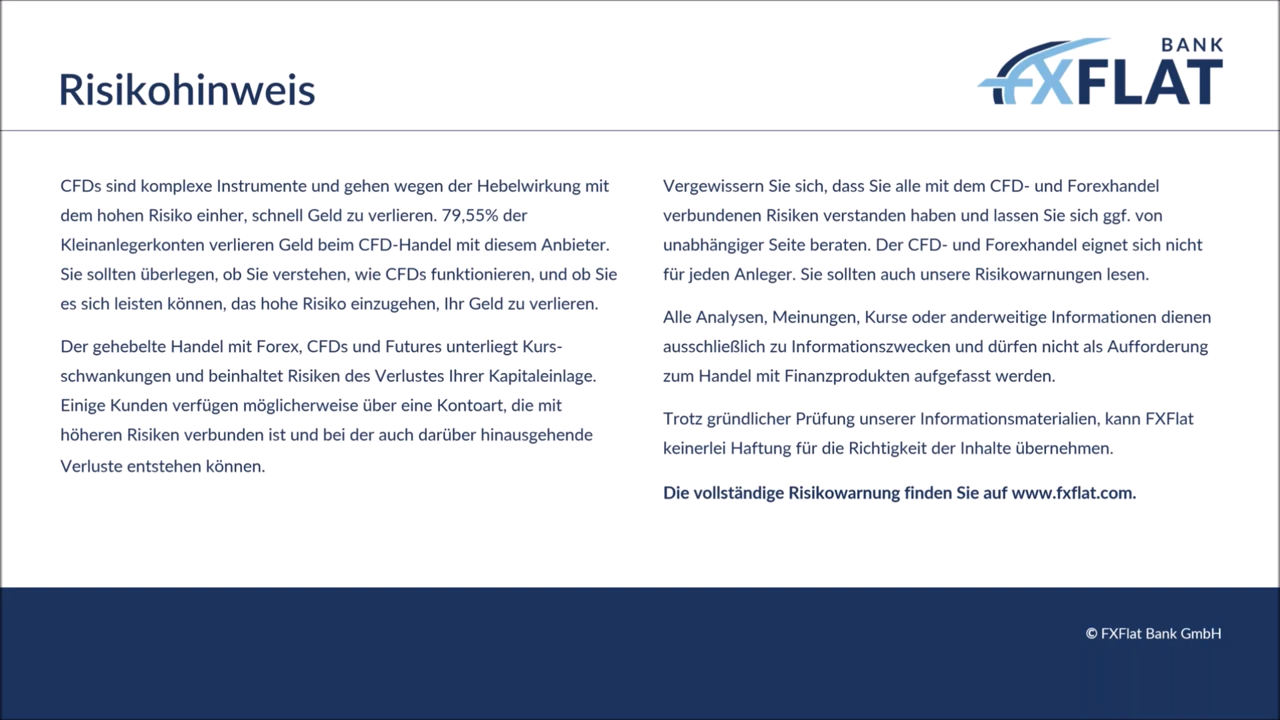 Risikohinweis
BANK
FXFLAT
CFDs sind komplexe Instrumente und gehen wegen der Hebelwirkung mit
dem hohen Risiko einher, schnell Geld zu verlieren. 79,55% der
Kleinanlegerkonten verlieren Geld beim CFD-Handel mit diesem Anbieter.
Sie sollten überlegen, ob Sie verstehen, wie CFDs funktionieren, und ob Sie
es sich leisten können, das hohe Risiko einzugehen, Ihr Geld zu verlieren.
Der gehebelte Handel mit Forex, CFDs und Futures unterliegt Kurs-
schwankungen und beinhaltet Risiken des Verlustes Ihrer Kapitaleinlage.
Einige Kunden verfügen möglicherweise über eine Kontoart, die mit
höheren Risiken verbunden ist und bei der auch darüber hinausgehende
Verluste entstehen können.
Vergewissern Sie sich, dass Sie alle mit dem CFD- und Forexhandel
verbundenen Risiken verstanden haben und lassen Sie sich ggf. von
unabhängiger Seite beraten. Der CFD- und Forexhandel eignet sich nicht
für jeden Anleger. Sie sollten auch unsere Risikowarnungen lesen.
Alle Analysen, Meinungen, Kurse oder anderweitige Informationen dienen
ausschließlich zu Informationszwecken und dürfen nicht als Aufforderung
zum Handel mit Finanzprodukten aufgefasst werden.
Trotz gründlicher Prüfung unserer Informationsmaterialien, kann FXFlat
keinerlei Haftung für die Richtigkeit der Inhalte übernehmen.
Die vollständige Risikowarnung finden Sie auf www.fxflat.com.
© FXFlat Bank GmbH